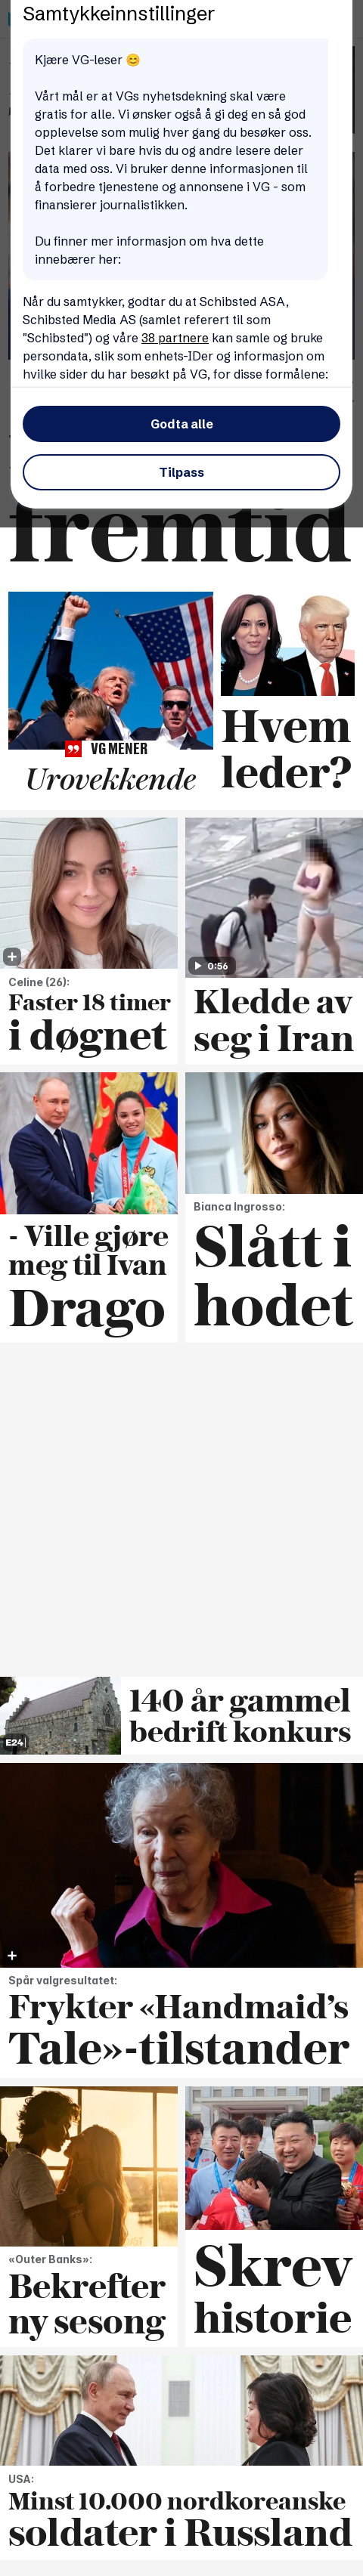 Samtykkeinnstillinger
Kjære VG-leser 😊
Vårt mål er at VGs nyhetsdekning skal være
gratis for alle. Vi ønsker også å gi deg en så god
opplevelse som mulig hver gang du besøker oss.
Det klarer vi bare hvis du og andre lesere deler
data med oss. Vi bruker denne informasjonen til
å forbedre tjenestene og annonsene i VG - som
finansierer journalistikken.
Du finner mer informasjon om hva dette
innebærer her:
Når du samtykker, godtar du at Schibsted ASA,
Schibsted Media AS (samlet referert til som
"Schibsted") og våre 38 partnere kan samle og bruke
persondata, slik som enhets-IDer og informasjon om
hvilke sider du har besøkt på VG, for disse formålene:
Godta alle
Tilpass
fremtid
VG MENER
Urovekkende
Hvem
leder?
Celine (26):
Faster 18 timer
i døgnet
0:56
Kledde av
seg i Iran
- Ville gjøre
meg til Ivan
Drago
Bianca Ingrosso:
Slått i
hodet
E24
140 år gammel
bedrift konkurs
Spår valgresultatet:
Frykter «Handmaid's
Tale»-tilstander
«Outer Banks»:
Bekrefter
ny sesong
Skrev
historie
USA:
Minst 10.000 nordkoreanske
soldater i Russland